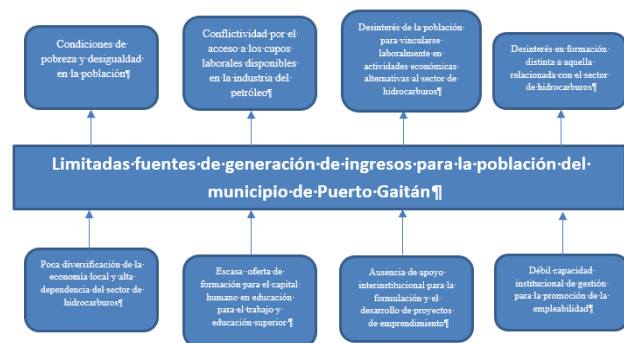 Condiciones de
pobreza y desigualdad
en la población¶
Conflictividad por el
acceso a los cupos
laborales disponibles
en la industria del
petróleo¶
Desinterés de la población
para vincularse
laboralmente en
actividades económicas
alternativas al sector de
hidrocarburos¶
Desinterés en formación
distinta a aquella
relacionada con el sector
de hidrocarburos¶
Limitadas fuentes de generación de ingresos para la población del
municipio de Puerto Gaitán¶
Poca diversificación de la
economía local y alta
dependencia del sector de
hidrocarburos¶
Escasa oferta de
formación para el capital
humano en educación
para el trabajo y
educación superior¶
Ausencia de apoyo
interinstitucional para la
formulación y el
desarrollo de proyectos
de emprendimiento¶
Débil capacidad
institucional de gestión
para la promoción de la
empleabilidad¶